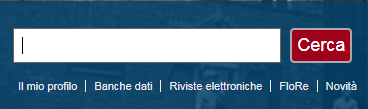 Cerca
Il mio profilo | Banche dati | Riviste elettroniche | FloRe | Novità